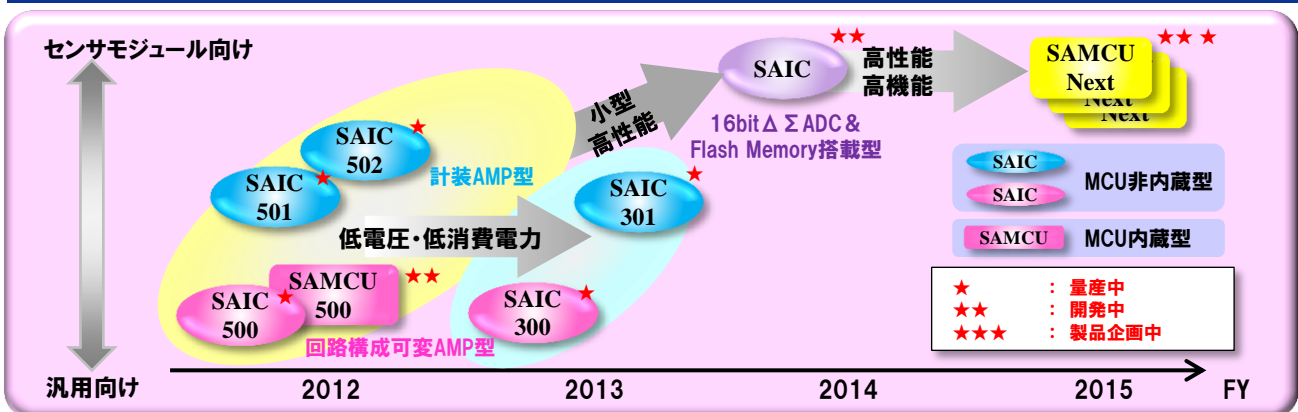 センサモジュール向け
汎用向け
SAIC
502
★
SAIC
501
★
計装AMP型
低電圧・低消費電力
SAIC
500
★
SAMCU
500
★★
回路構成可変AMP型
小型
高性能
SAIC
301
★
SAIC
300
★
SAIC
★★
16bitΔΣADC&
Flash Memory搭載型
高性能
高機能
SAMCU
Next
★★★
Next
Next
SAIC
SAIC
MCU非内蔵型
SAMCU
MCU内蔵型
★ : 量産中
★★ : 開発中
★★★ : 製品企画中
2012 2013 2014 2015 FY